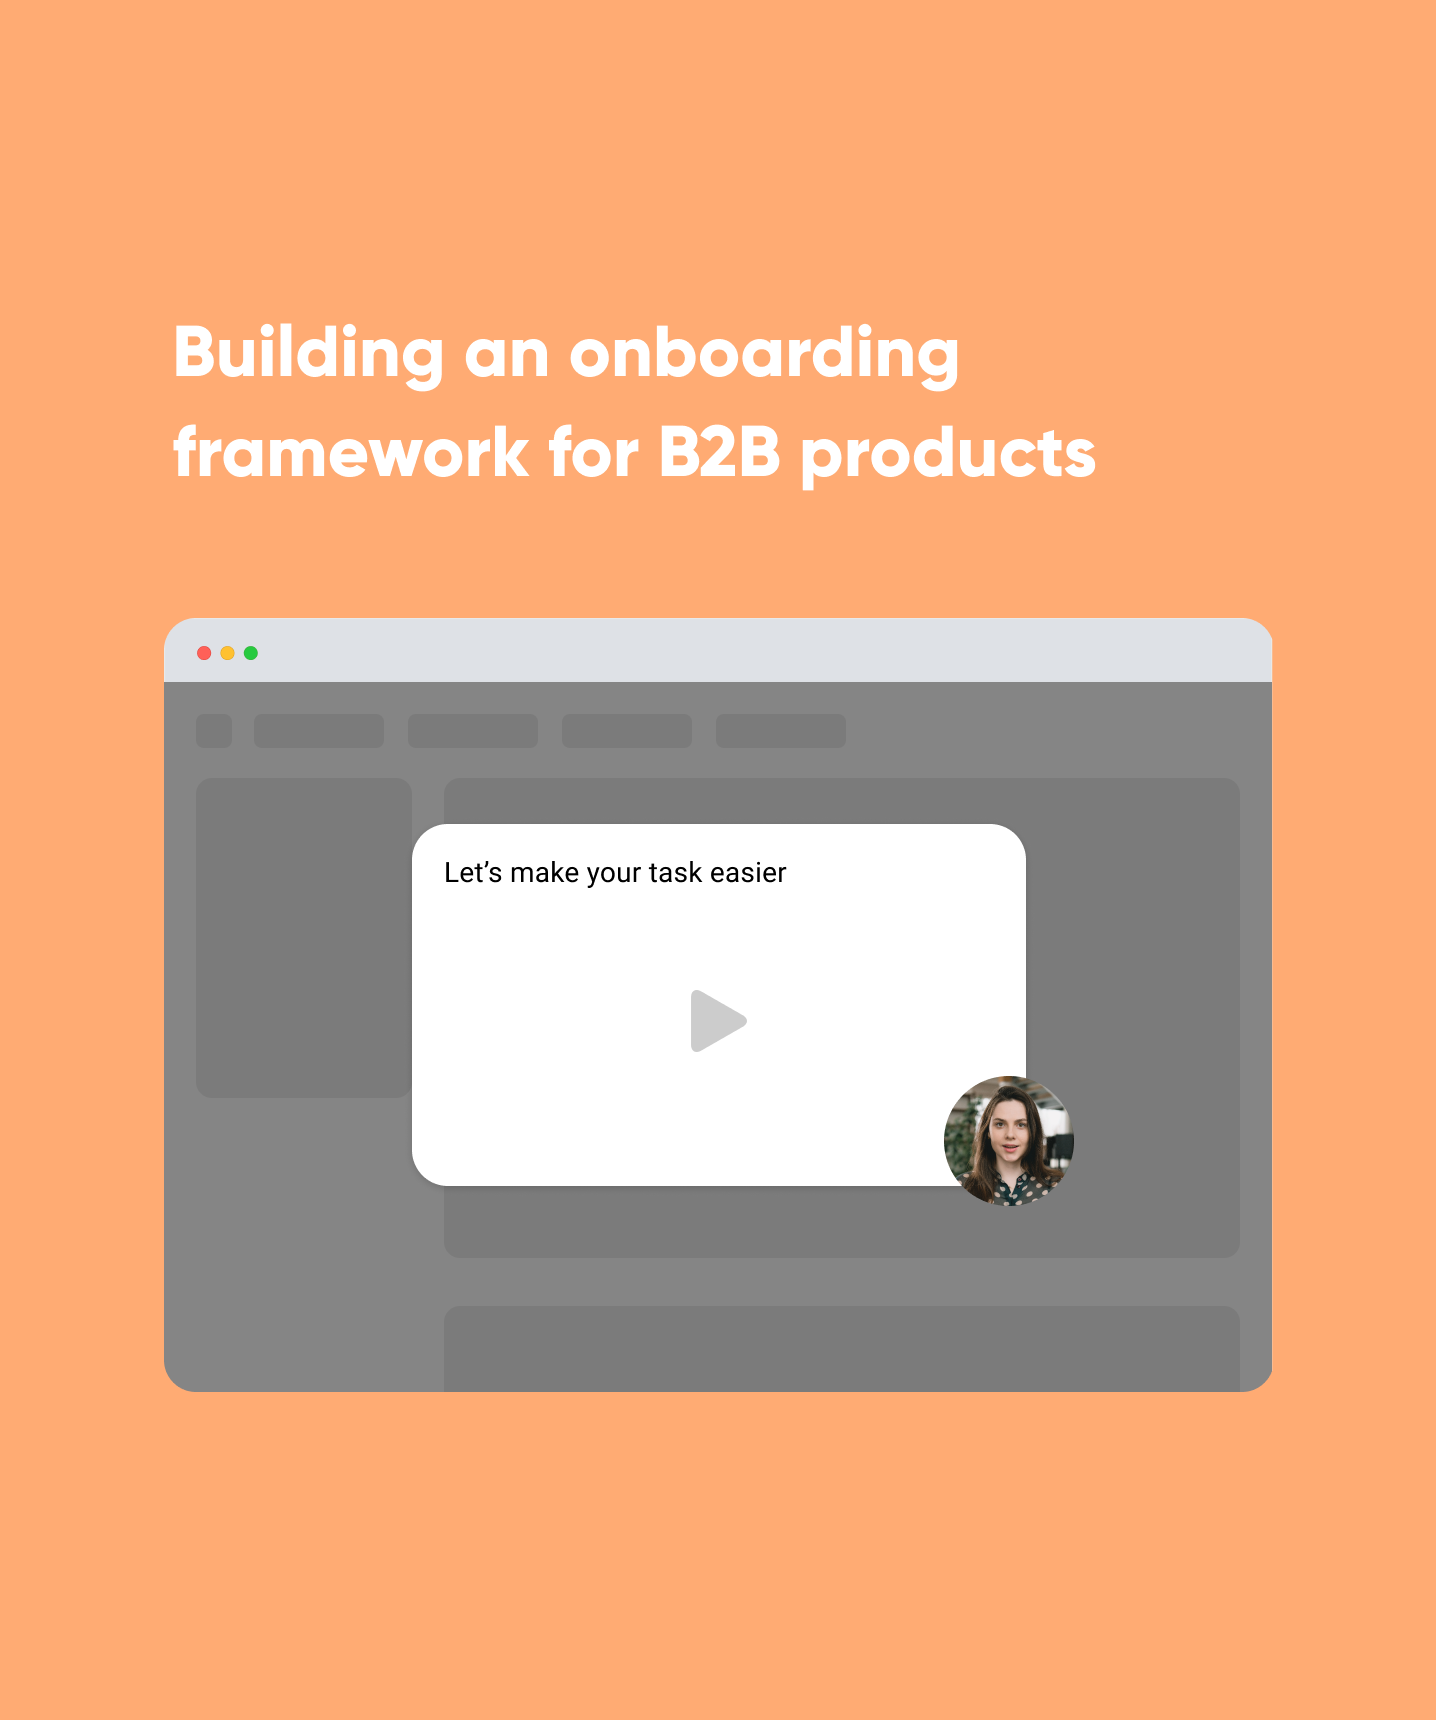 Building an onboarding
framework for B2B products
Let’s make your task easier